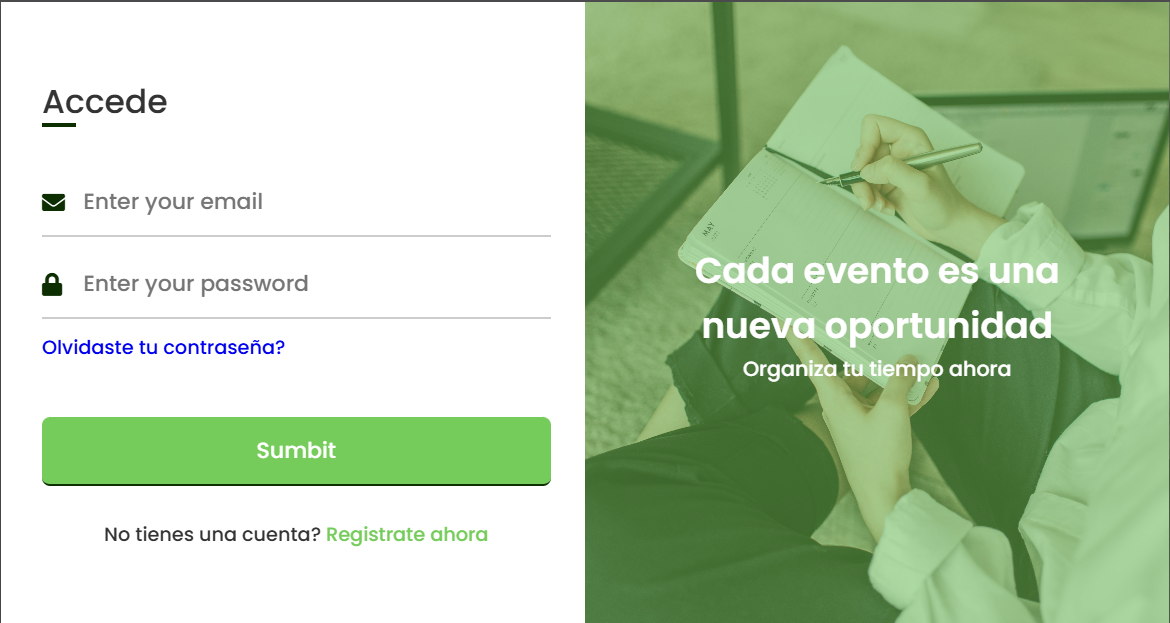 Accede
Enter your email
Enter your password
Olvidaste tu contraseña?
Sumbit
No tienes una cuenta? Registrate ahora
MAY
Cada evento es una
nueva oportunidad
Organiza tu tiempo ahora